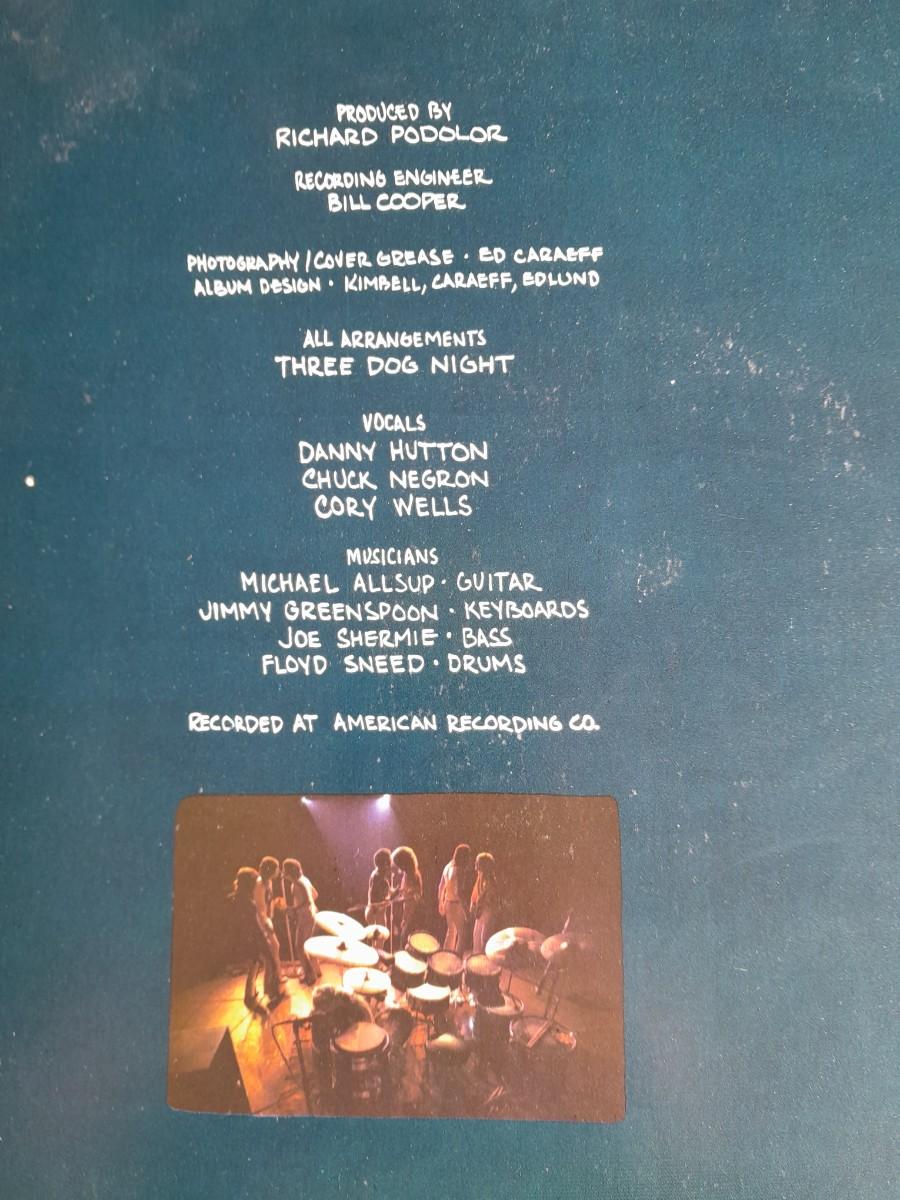 PRODUCED BY
RICHARD PODOLOR
RECORDING ENGINEER
BILL COOPER
PHOTOGRAPHY/COVER GREASE · ED CARAEFF
ALBUM DESIGN · KIMBELL, CARAEFF, EDLUND
ALL ARRANGEMENTS
THREE DOG NIGHT
VOCALS
DANNY HUTTON
CHUCK NEGRON
CORY WELLS
MUSICIANS
MICHAEL ALLSUP · GUITAR
JIMMY GREENSPOON · KEYBOARDS
JOE SHERMIE · BASS
FLOYD SNEED · DRUMS
RECORDED AT AMERICAN RECORDING CO.